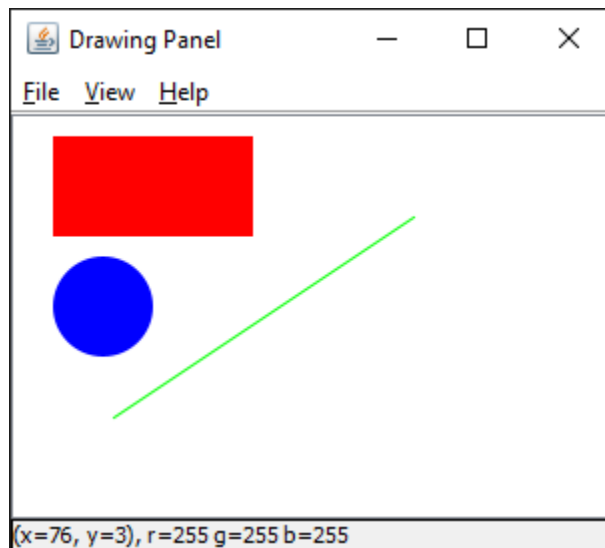 Drawing Panel
File View Help
(x=76, y=3), r=255 g=255 b=255